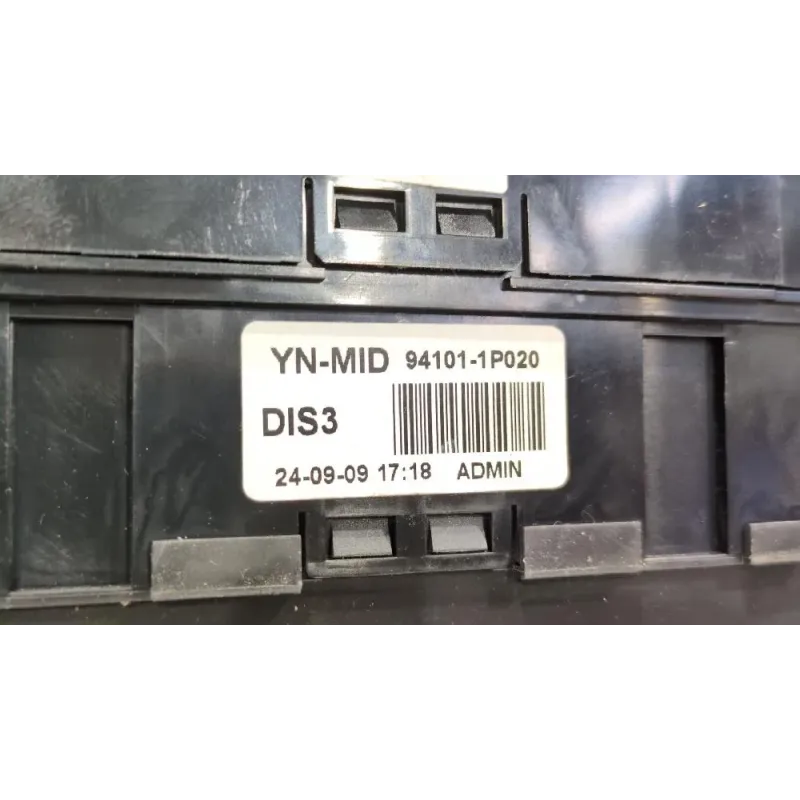 YN-MID 94101-1P020
DIS3
24-09-09 17:18 ADMIN